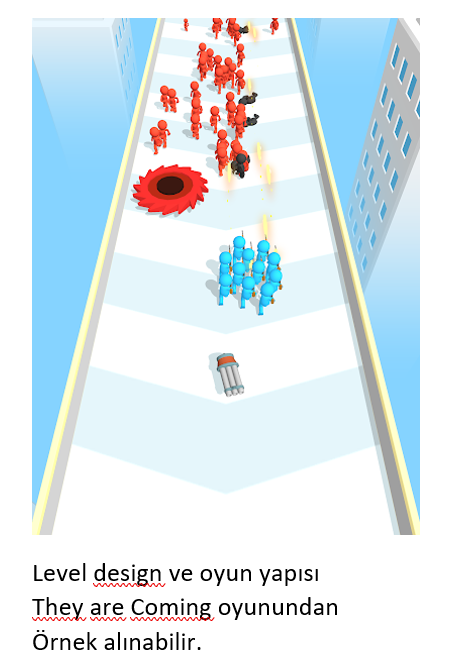 Level design ve oyun yapısı
They are Coming oyunundan
Örnek alınabilir.